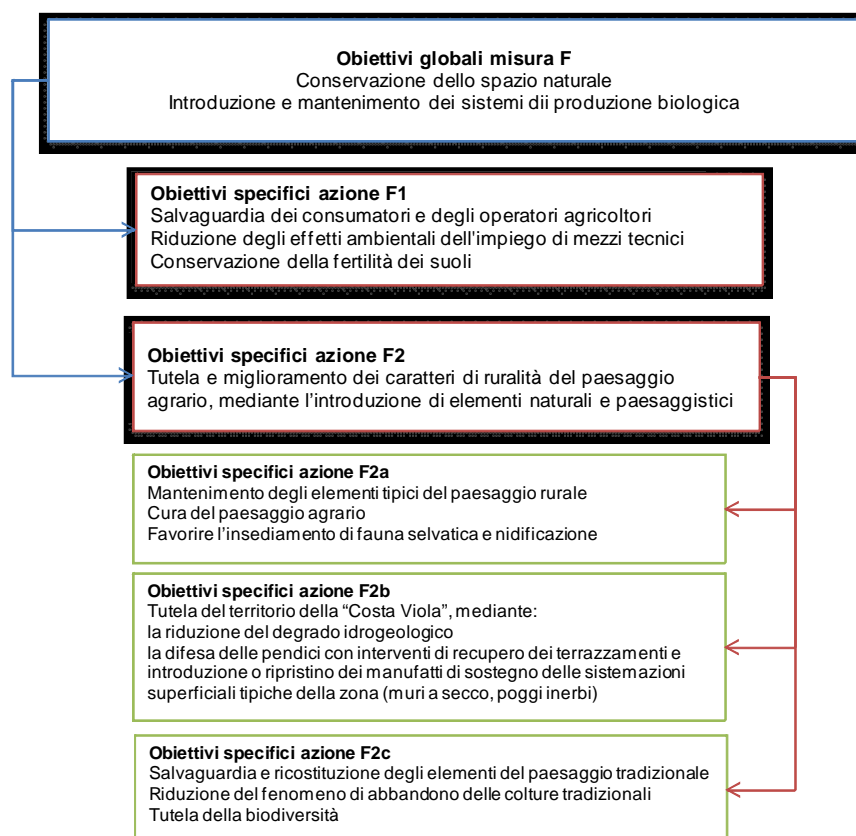 Obiettivi globali misura F
Conservazione dello spazio naturale
Introduzione e mantenimento dei sistemi dii produzione biologica
Obiettivi specifici azione F1
Salvaguardia dei consumatori e degli operatori agricoltori
Riduzione degli effetti ambientali dell'impiego di mezzi tecnici
Conservazione della fertilità dei suoli
Obiettivi specifici azione F2
Tutela e miglioramento dei caratteri di ruralità del paesaggio
agrario, mediante l’introduzione di elementi naturali e paesaggistici
Obiettivi specifici azione F2a
Mantenimento degli elementi tipici del paesaggio rurale
Cura del paesaggio agrario
Favorire l’insediamento di fauna selvatica e nidificazione
Obiettivi specifici azione F2b
Tutela del territorio della “Costa Viola”, mediante:
la riduzione del degrado idrogeologico
la difesa delle pendici con interventi di recupero dei terrazzamenti e
introduzione o ripristino dei manufatti di sostegno delle sistemazioni
superficiali tipiche della zona (muri a secco, poggi inerbi)
Obiettivi specifici azione F2c
Salvaguardia e ricostituzione degli elementi del paesaggio tradizionale
Riduzione del fenomeno di abbandono delle colture tradizionali
Tutela della biodiversità